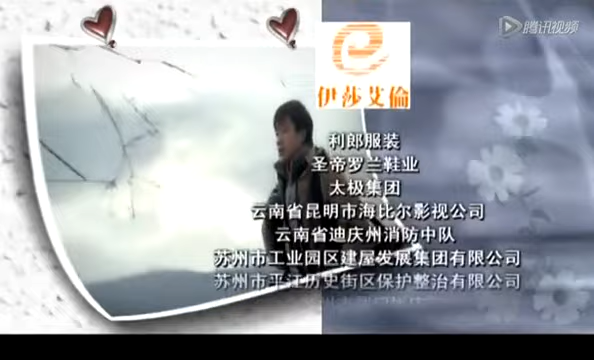 腾讯视频
伊莎艾倫
利郎服装
圣帝罗兰鞋业
太极集团
云南省昆明市海比尔影视公司
云南省迪庆州消防中队
苏州市工业园区建屋发展集团有限公司
苏州市平江历史街区保护整治有限公司